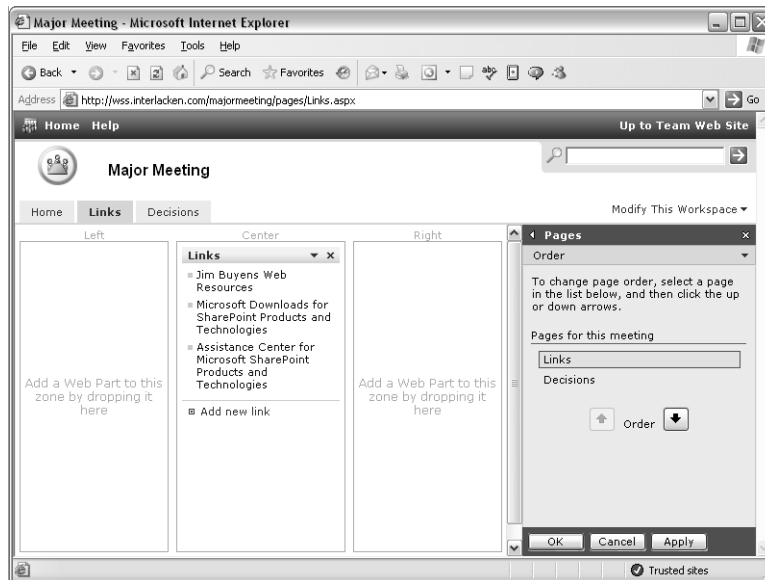 Major Meeting - Microsoft Internet Explorer
File Edit View Favorites Tools Help
Back Search Favorites
Address http://wss.interlacken.com/majormeeting/pages/Links.aspx Go
Home Help Up to Team Web Site
Major Meeting
Home Links Decisions Modify This Workspace
Left Center Right
Links
Jim Buyens Web
Resources
Microsoft Downloads for
SharePoint Products and
Technologies
Assistance Center for
Microsoft SharePoint
Products and
Technologies
Add new link
Add a Web Part to this
zone by dropping it
here
Add a Web Part to this
zone by dropping it
here
Pages
Order
To change page order, select a page
in the list below, and then click the up
or down arrows.
Pages for this meeting
Links
Decisions
Order
OK Cancel Apply
Trusted sites